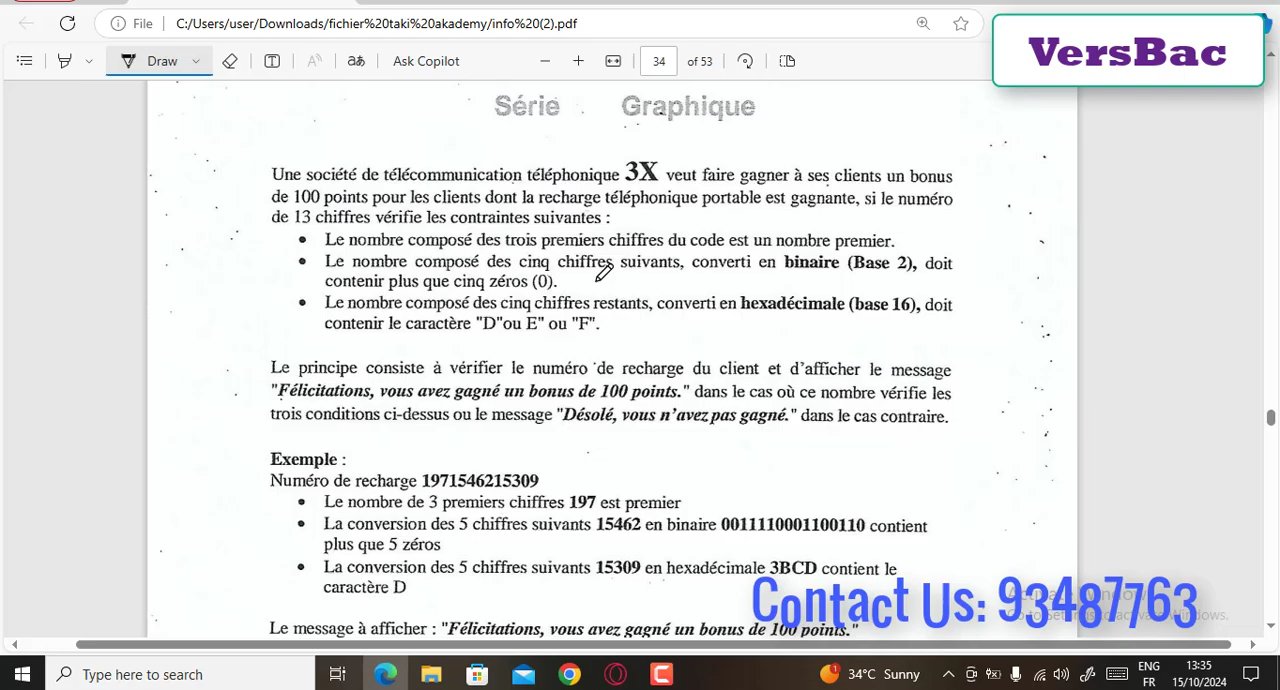 File
C:/Users/user/Downloads/fichier%20taki%20akademy/info%20(2).pdf
VersBac
Draw
aあ
Ask Copilot
34
of 53
Série Graphique
Une société de télécommunication téléphonique 3X veut faire gagner à ses clients un bonus
de 100 points pour les clients dont la recharge téléphonique portable est gagnante, si le numéro
de 13 chiffres vérifie les contraintes suivantes :
• Le nombre composé des trois premiers chiffres du code est un nombre premier.
• Le nombre composé des cinq chiffres suivants, converti en binaire (Base 2), doit
contenir plus que cinq zéros (0).
• Le nombre composé des cinq chiffres restants, converti en hexadécimale (base 16), doit
contenir le caractère "D"ou E" ou "F".
Le principe consiste à vérifier le numéro de recharge du client et d'afficher le message
"Félicitations, vous avez gagné un bonus de 100 points." dans le cas où ce nombre vérifie les
trois conditions ci-dessus ou le message "Désolé, vous n'avez pas gagné." dans le cas contraire.
Exemple :
Numéro de recharge 1971546215309
• Le nombre de 3 premiers chiffres 197 est premier
• La conversion des 5 chiffres suivants 15462 en binaire 0011110001100110 contient
plus que 5 zéros
• La conversion des 5 chiffres suivants 15309 en hexadécimale 3BCD contient le
caractère D
Contact Us: 93487763
Le message à afficher : "Félicitations, vous avez gagné un bonus de 100 points."
Type here to search
34°C Sunny
ENG
FR
13:35
15/10/2024